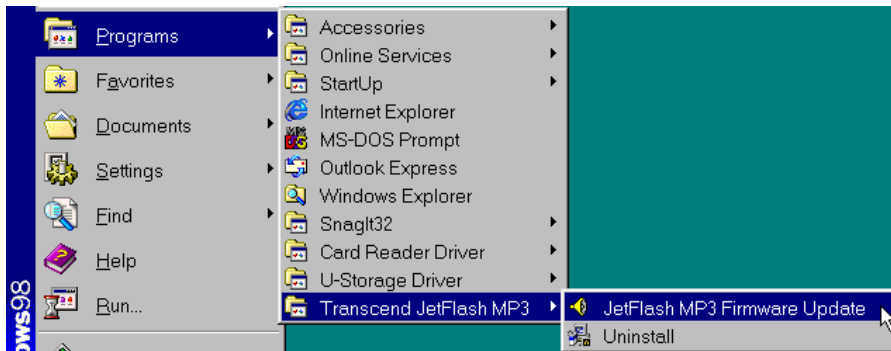 Programs
Favorites
Documents
Settings
Find
Help
Run...
ows98
Accessories
Online Services
StartUp
Internet Explorer
MS-DOS Prompt
Outlook Express
Windows Explorer
SnagIt32
Card Reader Driver
U-Storage Driver
Transcend JetFlash MP3
JetFlash MP3 Firmware Update
Uninstall